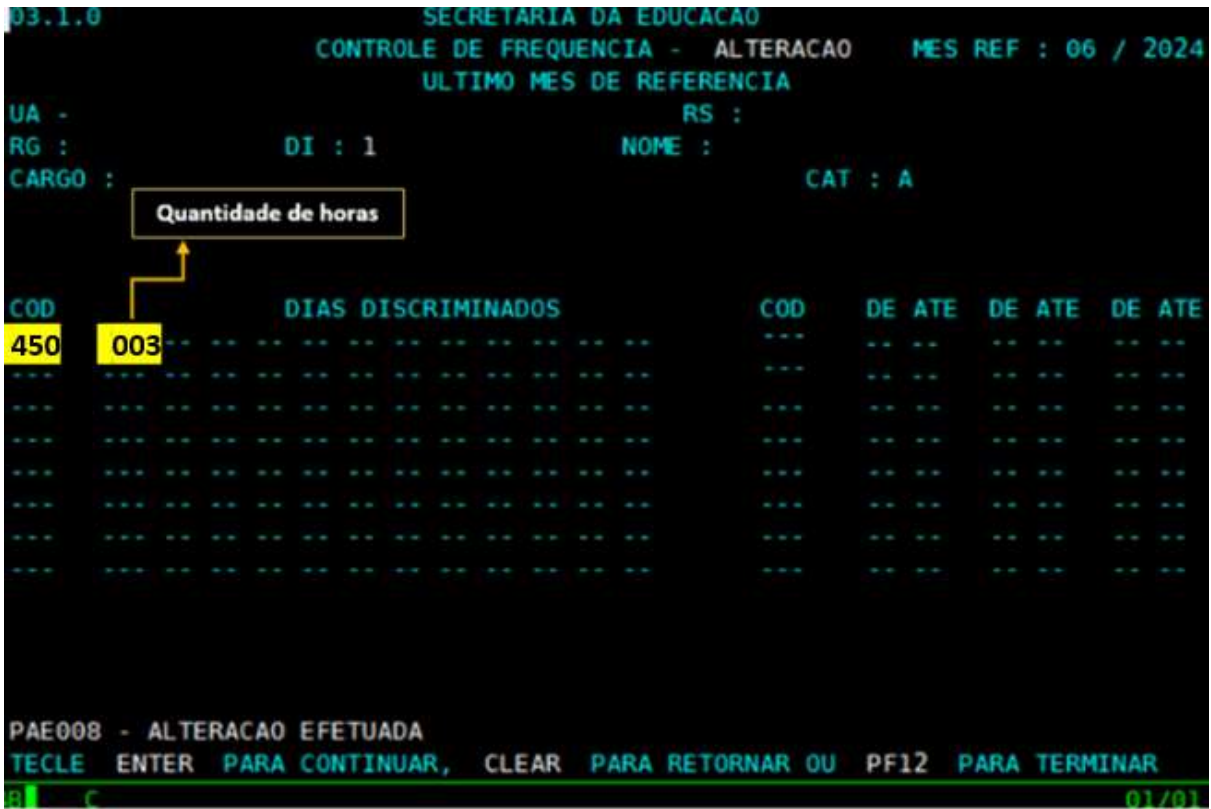 03.1.0 SECRETARIA DA EDUCACAO
CONTROLE DE FREQUENCIA - ALTERACAO MES REF : 06 / 2024
ULTIMO MES DE REFERENCIA
UA - RS :
RG : DI : 1 NOME :
CARGO : CAT : A
Quantidade de horas
COD DIAS DISCRIMINADOS COD DE ATE DE ATE DE ATE
450 003 -- -- -- -- -- -- -- -- -- -- -- --- -- -- -- -- -- --
--- --- -- -- -- -- -- -- -- -- -- -- -- --- -- -- -- -- -- --
--- --- -- -- -- -- -- -- -- -- -- -- -- --- -- -- -- -- -- --
--- --- -- -- -- -- -- -- -- -- -- -- -- --- -- -- -- -- -- --
--- --- -- -- -- -- -- -- -- -- -- -- -- --- -- -- -- -- -- --
--- --- -- -- -- -- -- -- -- -- -- -- -- --- -- -- -- -- -- --
--- --- -- -- -- -- -- -- -- -- -- -- -- --- -- -- -- -- -- --
--- --- -- -- -- -- -- -- -- -- -- -- -- --- -- -- -- -- -- --
PAE008 - ALTERACAO EFETUADA
TECLE ENTER PARA CONTINUAR, CLEAR PARA RETORNAR OU PF12 PARA TERMINAR
B C 01/01